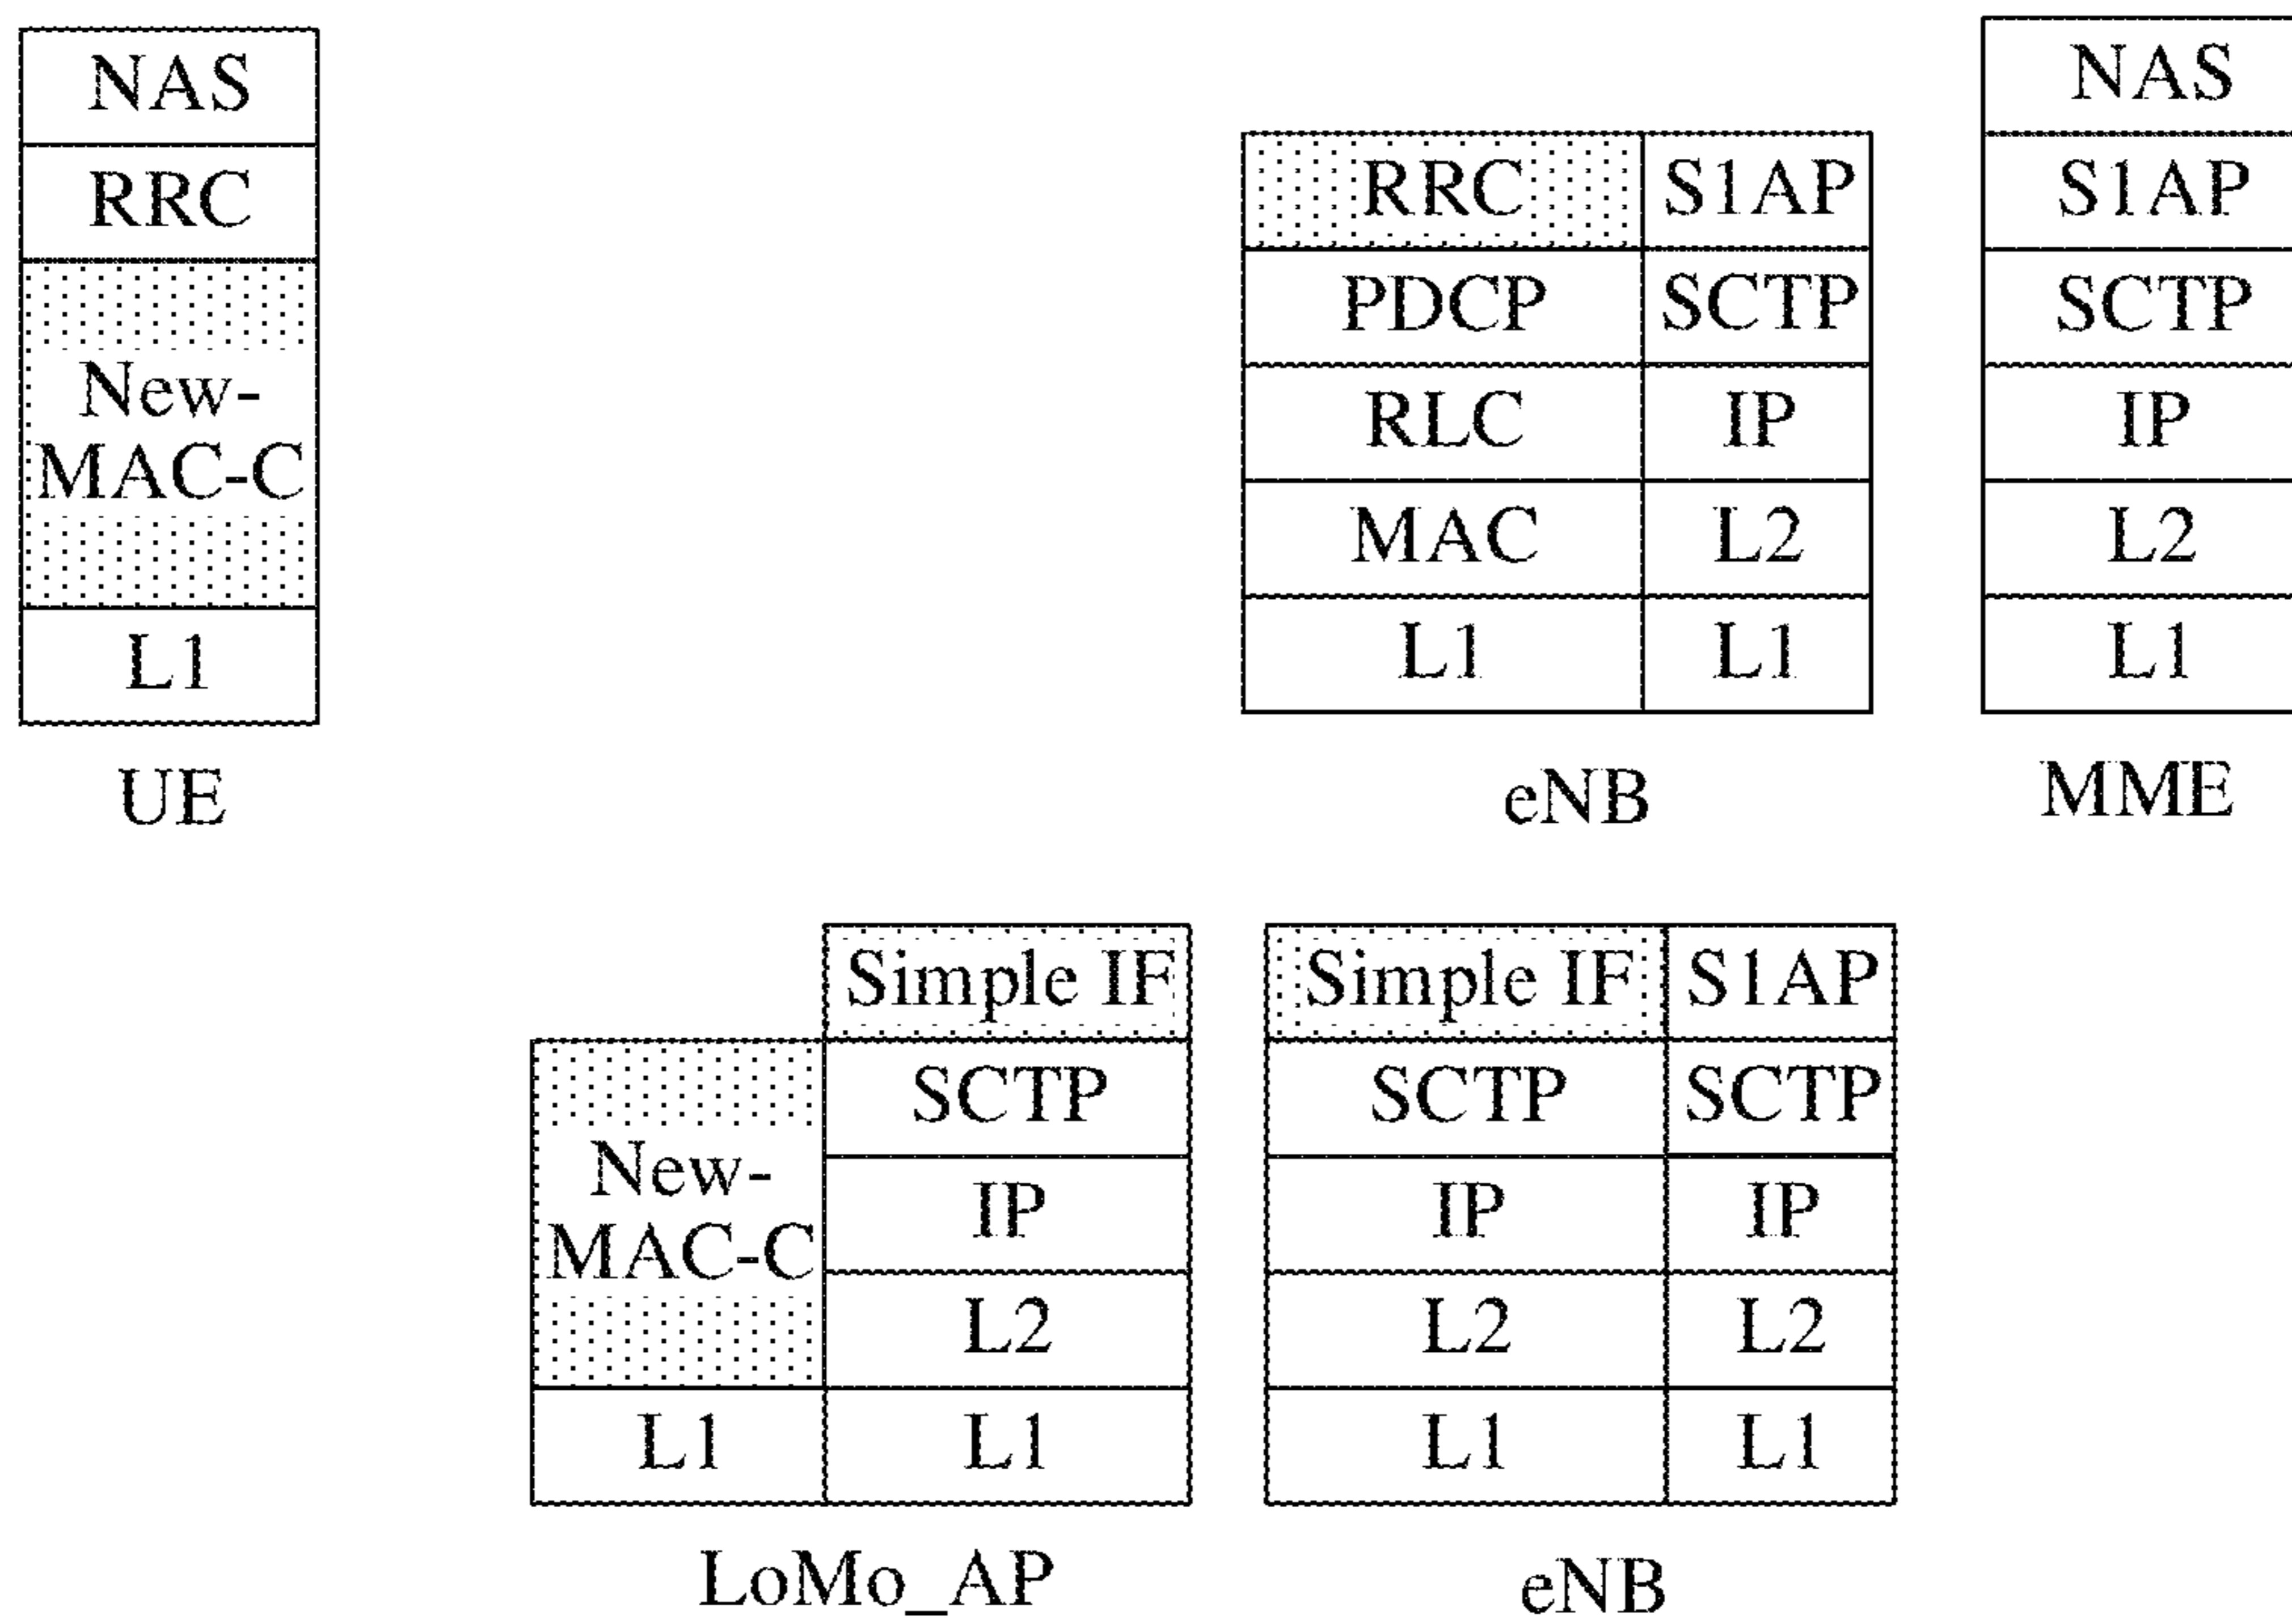 NAS
RRC
New-
MAC-C
L1
UE
RRC S1AP
PDCP SCTP
RLC IP
MAC L2
L1 L1
eNB
NAS
S1AP
SCTP
IP
L2
L1
MME
Simple IF
SCTP
New-
MAC-C
IP
L2
L1 L1
LoMo_AP
Simple IF S1AP
SCTP SCTP
IP IP
L2 L2
L1 L1
eNB